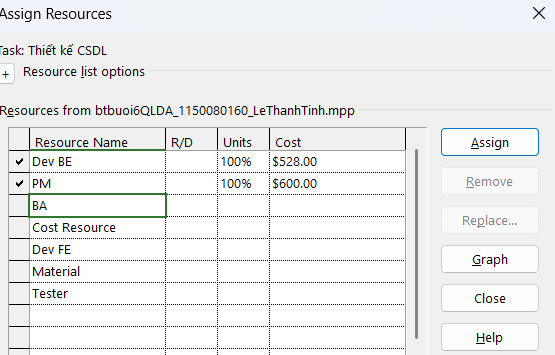 Assign Resources
Task: Thiết kế CSDL
+ Resource list options
Resources from btbuoi6QLDA_1150080160_LeThanhTinh.mpp
Resource Name R/D Units Cost
Dev BE 100% $528.00
PM 100% $600.00
BA
Cost Resource
Dev FE
Material
Tester
Assign
Remove
Replace...
Graph
Close
Help